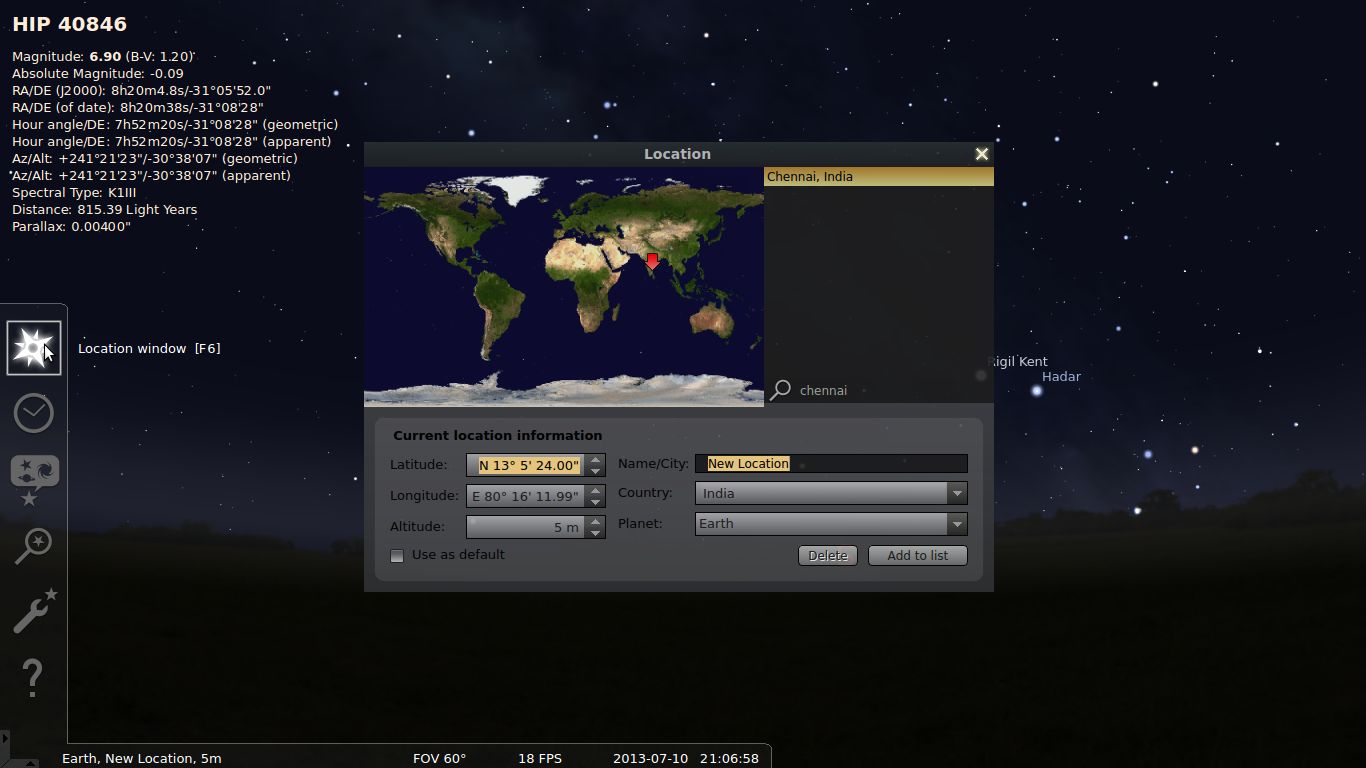 HIP 40846
Magnitude: 6.90 (B-V: 1.20)
Absolute Magnitude: -0.09
RA/DE (J2000): 8h20m4.8s/-31°05'52.0"
RA/DE (of date): 8h20m38s/-31°08'28"
Hour angle/DE: 7h52m20s/-31°08'28" (geometric)
Hour angle/DE: 7h52m20s/-31°08'28" (apparent)
Az/Alt: +241°21'23"/-30°38'07" (geometric)
Az/Alt: +241°21'23"/-30°38'07" (apparent)
Spectral Type: K1III
Distance: 815.39 Light Years
Parallax: 0.00400"
Location window [F6]
Location
Chennai, India
chennai
Rigil Kent
Hadar
Current location information
Latitude: N 13° 5' 24.00"
Name/City: New Location
Longitude: E 80° 16' 11.99"
Country: India
Altitude: 5 m
Planet: Earth
Use as default
Delete
Add to list
Earth, New Location, 5m FOV 60° 18 FPS 2013-07-10 21:06:58